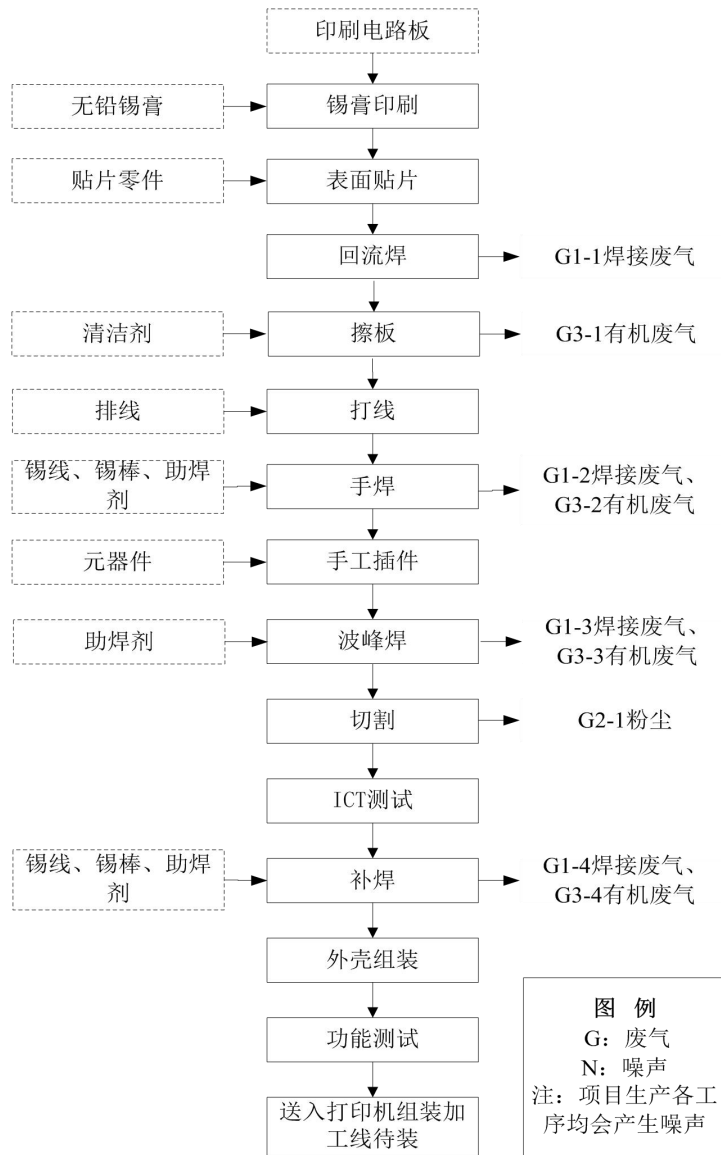 印刷电路板
无铅锡膏
锡膏印刷
贴片零件
表面贴片
回流焊
G1-1焊接废气
清洁剂
擦板
G3-1有机废气
排线
打线
锡线、锡棒、助焊
剂
手焊
G1-2焊接废气、
G3-2有机废气
元器件
手工插件
助焊剂
波峰焊
G1-3焊接废气、
G3-3有机废气
切割
G2-1粉尘
ICT测试
锡线、锡棒、助焊
剂
补焊
G1-4焊接废气、
G3-4有机废气
外壳组装
功能测试
送入打印机组装加
工线待装
图 例
G：废气
N：噪声
注：项目生产各工
序均会产生噪声